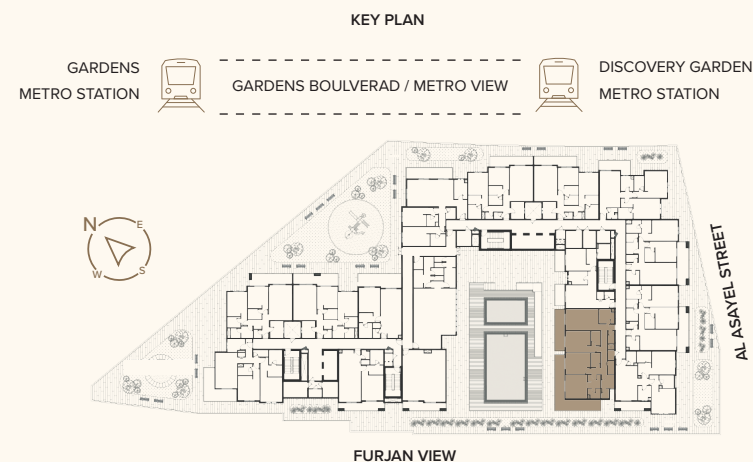 KEY PLAN
GARDENS
METRO STATION
GARDENS BOULVERAD / METRO VIEW
DISCOVERY GARDEN
METRO STATION
N
E
W
S
AL ASAYEL STREET
FURJAN VIEW